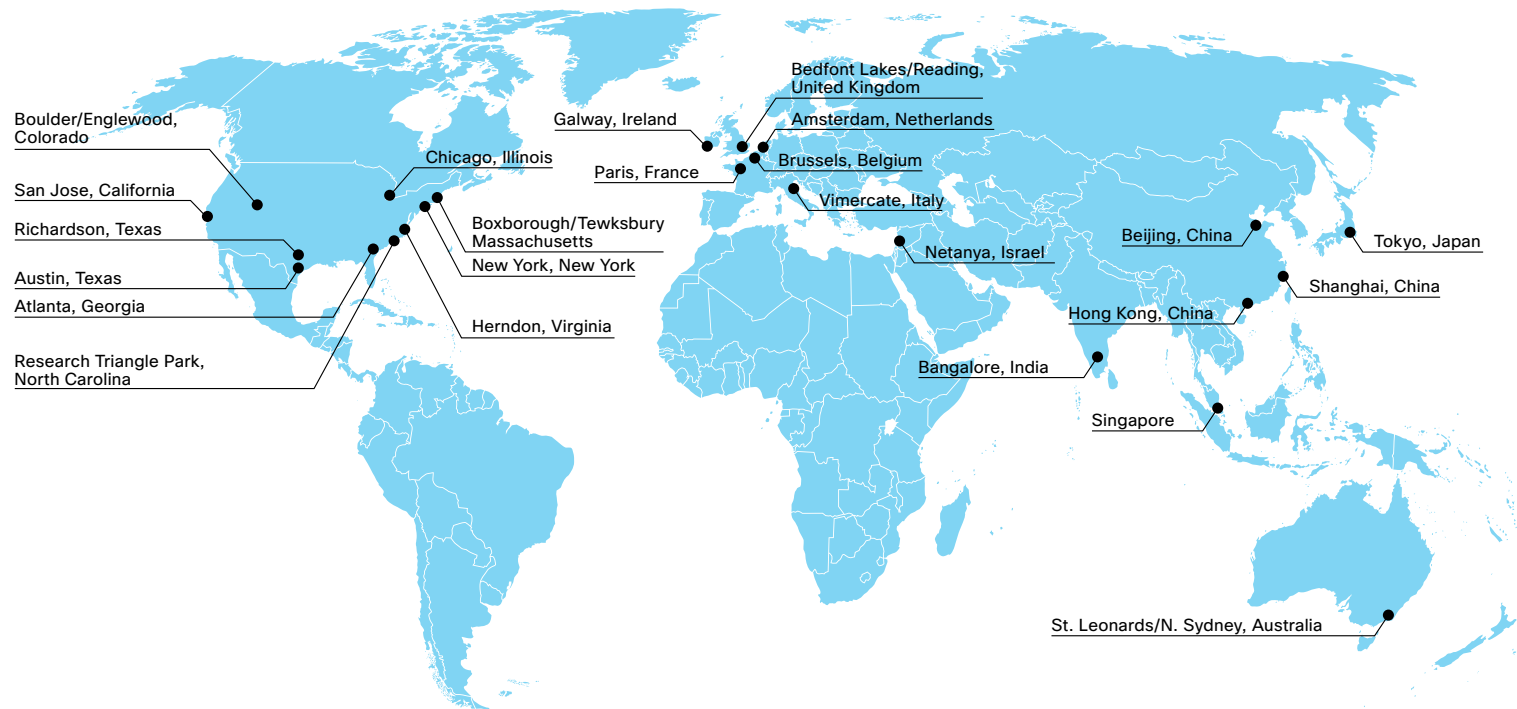 Boulder/Englewood,
Colorado
San Jose, California
Richardson, Texas
Austin, Texas
Atlanta, Georgia
Research Triangle Park,
North Carolina
Chicago, Illinois
Boxborough/Tewksbury
Massachusetts
New York, New York
Herndon, Virginia
Bedfont Lakes/Reading,
United Kingdom
Galway, Ireland
Amsterdam, Netherlands
Brussels, Belgium
Paris, France
Vimercate, Italy
Netanya, Israel
Beijing, China
Tokyo, Japan
Shanghai, China
Hong Kong, China
Bangalore, India
Singapore
St. Leonards/N. Sydney, Australia